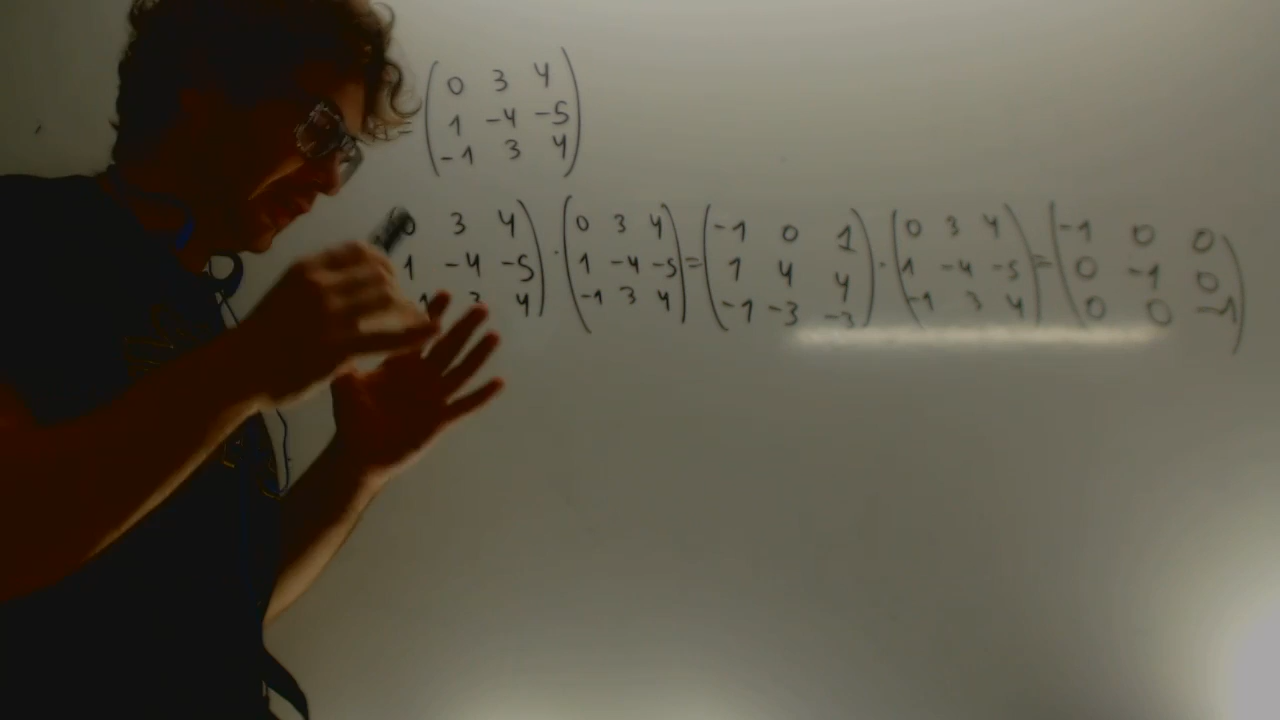 = ( 0 3 4
1 -4 -5
-1 3 4 )
0 3 4 ) · ( 0 3 4 ) = ( -1 0 1 ) · ( 0 3 4 ) = ( -1 0 0
1 -4 -5 1 -4 -5 1 4 4 1 -4 -5 0 -1 0
1 3 4 -1 3 4 -1 -3 -3 -1 3 4 0 0 -1 )